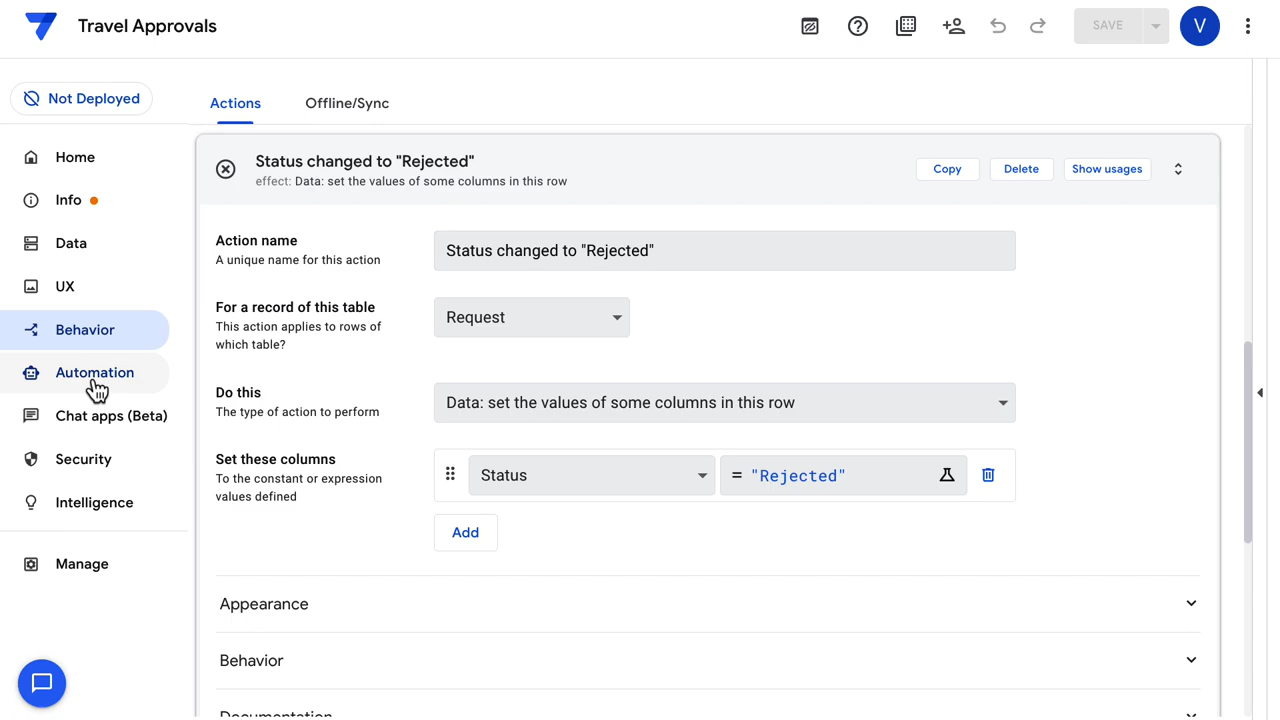 Travel Approvals
SAVE
V
Not Deployed
Actions
Offline/Sync
Home
Info
Data
UX
Behavior
Automation
Chat apps (Beta)
Security
Intelligence
Manage
Status changed to "Rejected"
effect: Data: set the values of some columns in this row
Copy
Delete
Show usages
Action name
A unique name for this action
Status changed to "Rejected"
For a record of this table
This action applies to rows of
which table?
Request
Do this
The type of action to perform
Data: set the values of some columns in this row
Set these columns
To the constant or expression
values defined
Status
= "Rejected"
Add
Appearance
Behavior
Documentation